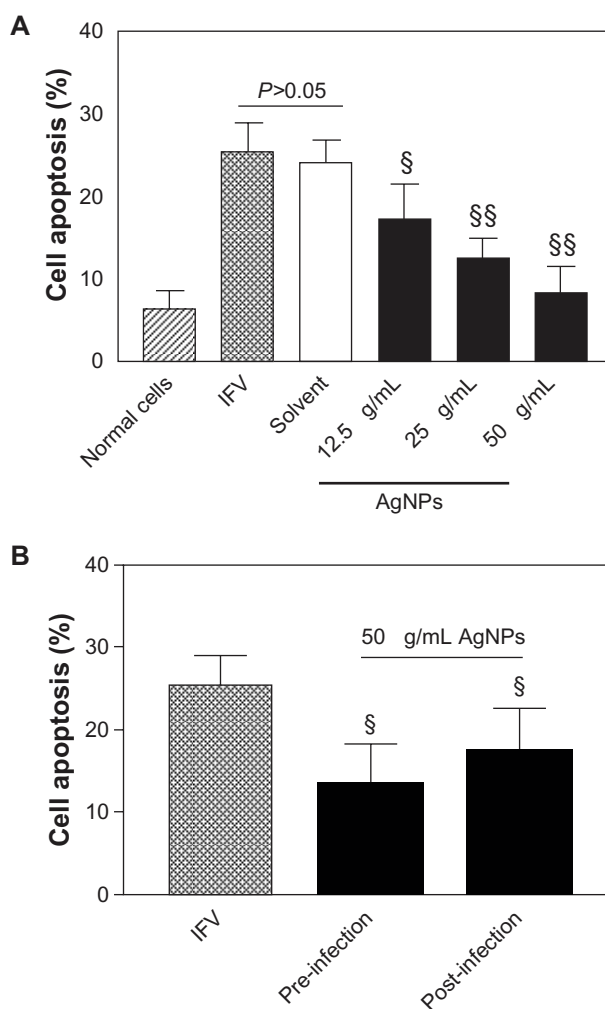 A
Cell apoptosis (%)
40
30
20
10
0
P>0.05
§
§§
§§
Normal cells
IFV
Solvent
12.5 g/mL
25 g/mL
50 g/mL
AgNPs
B
Cell apoptosis (%)
40
30
20
10
0
50 g/mL AgNPs
§
§
IFV
Pre-infection
Post-infection